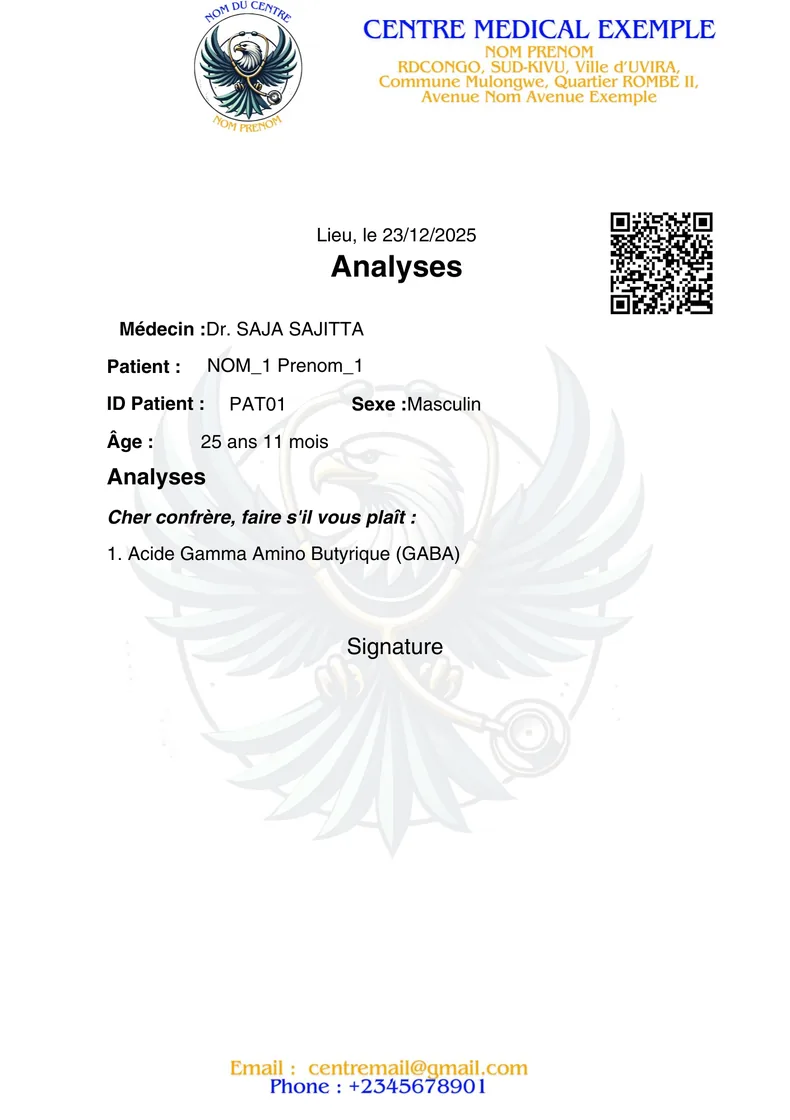 NOM DU CENTRE
NOM PRENOM
CENTRE MEDICAL EXEMPLE
NOM PRENOM
RDCONGO, SUD-KIVU, Ville d'UVIRA,
Commune Mulongwe, Quartier ROMBE II,
Avenue Nom Avenue Exemple
Lieu, le 23/12/2025
Analyses
Médecin :Dr. SAJA SAJITTA
Patient : NOM_1 Prenom_1
ID Patient : PAT01 Sexe :Masculin
Âge : 25 ans 11 mois
Analyses
Cher confrère, faire s'il vous plaît :
1. Acide Gamma Amino Butyrique (GABA)
Signature
Email : centremail@gmail.com
Phone : +2345678901